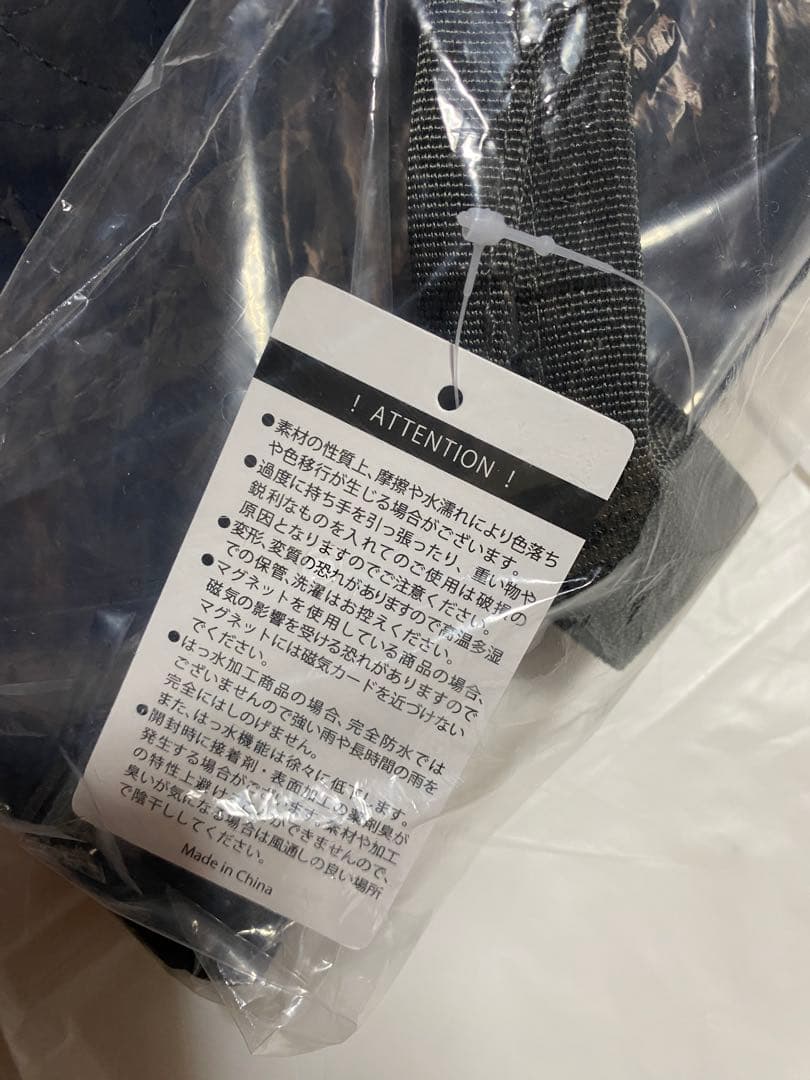 ！ ATTENTION ！
●素材の性質上、摩擦や水濡れにより色落ち
や色移行が生じる場合がございます。
●過度に持ち手を引っ張ったり、重い物や
鋭利なものを入れてのご使用は破損の
原因となりますのでご注意ください。
●変形、変質の恐れがありますので高温多湿
での保管、洗濯はお控えください。
●マグネットを使用している商品の場合、
磁気の影響を受ける恐れがありますので
マグネットには磁気カードを近づけない
でください。
●はっ水加工商品の場合、完全防水では
ございませんので強い雨や長時間の雨を
完全にはしのげません。
また、はっ水機能は徐々に低下します。
●開封時に接着剤・表面加工の薬剤臭が
発生する場合がございます。素材や加工
の特性上避け ができませんので、
臭いが気になる場合は風通しの良い場所
で陰干ししてください。
Made in China